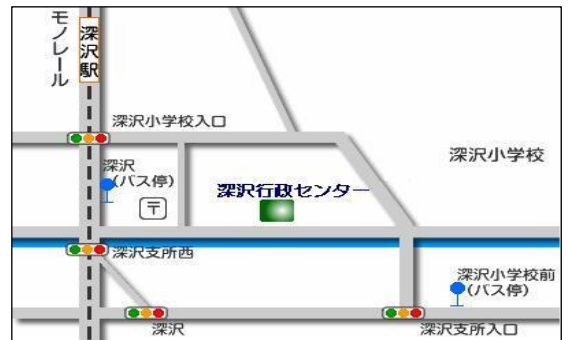 モノレール
深沢駅
深沢小学校入口
深沢小学校
深沢
(バス停)
深沢行政センター
〒
深沢支所西
深沢小学校前
(バス停)
深沢
深沢支所入口